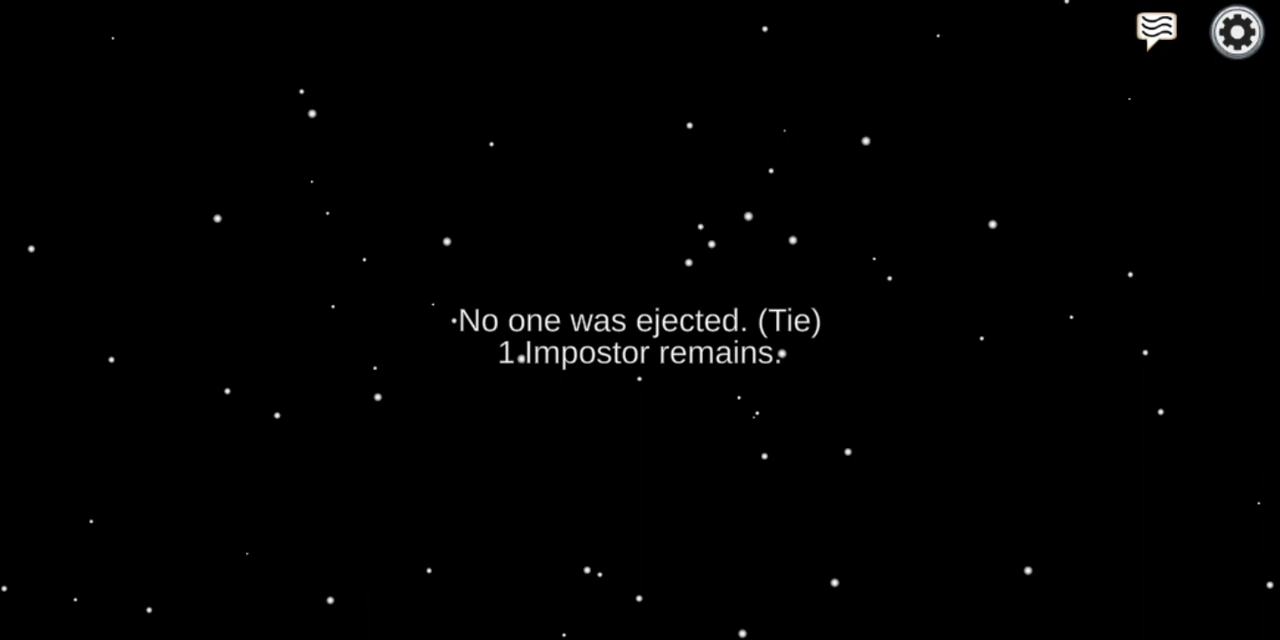 No one was ejected. (Tie)
1 Impostor remains.